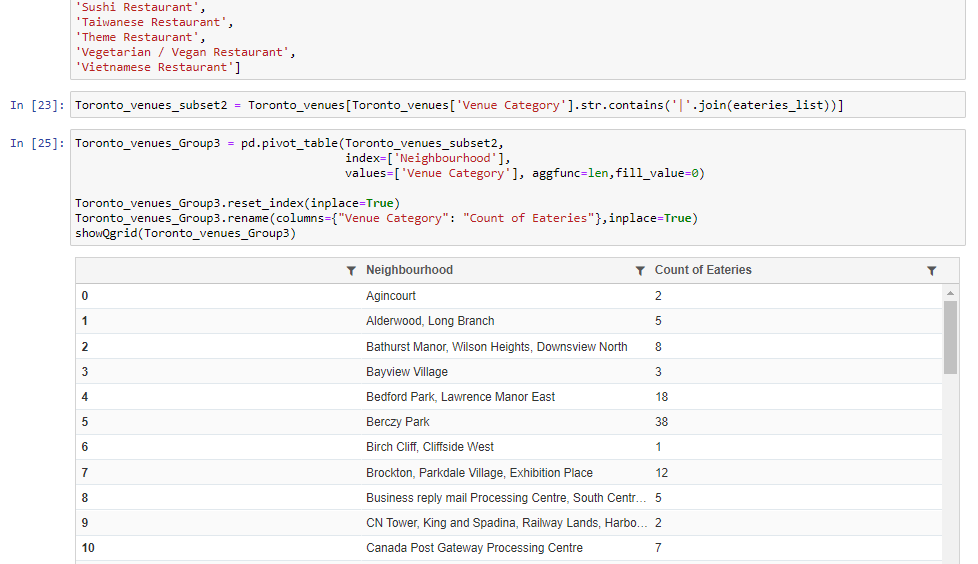 'Sushi Restaurant',
'Taiwanese Restaurant',
'Theme Restaurant',
'Vegetarian / Vegan Restaurant',
'Vietnamese Restaurant']
In [23]: Toronto_venues_subset2 = Toronto_venues[Toronto_venues['Venue Category'].str.contains('|'.join(eateries_list))]
In [25]: Toronto_venues_Group3 = pd.pivot_table(Toronto_venues_subset2,
index=['Neighbourhood'],
values=['Venue Category'], aggfunc=len,fill_value=0)
Toronto_venues_Group3.reset_index(inplace=True)
Toronto_venues_Group3.rename(columns={"Venue Category": "Count of Eateries"},inplace=True)
showQgrid(Toronto_venues_Group3)
Neighbourhood Count of Eateries
0 Agincourt 2
1 Alderwood, Long Branch 5
2 Bathurst Manor, Wilson Heights, Downsview North 8
3 Bayview Village 3
4 Bedford Park, Lawrence Manor East 18
5 Berczy Park 38
6 Birch Cliff, Cliffside West 1
7 Brockton, Parkdale Village, Exhibition Place 12
8 Business reply mail Processing Centre, South Centr... 5
9 CN Tower, King and Spadina, Railway Lands, Harbo... 2
10 Canada Post Gateway Processing Centre 7